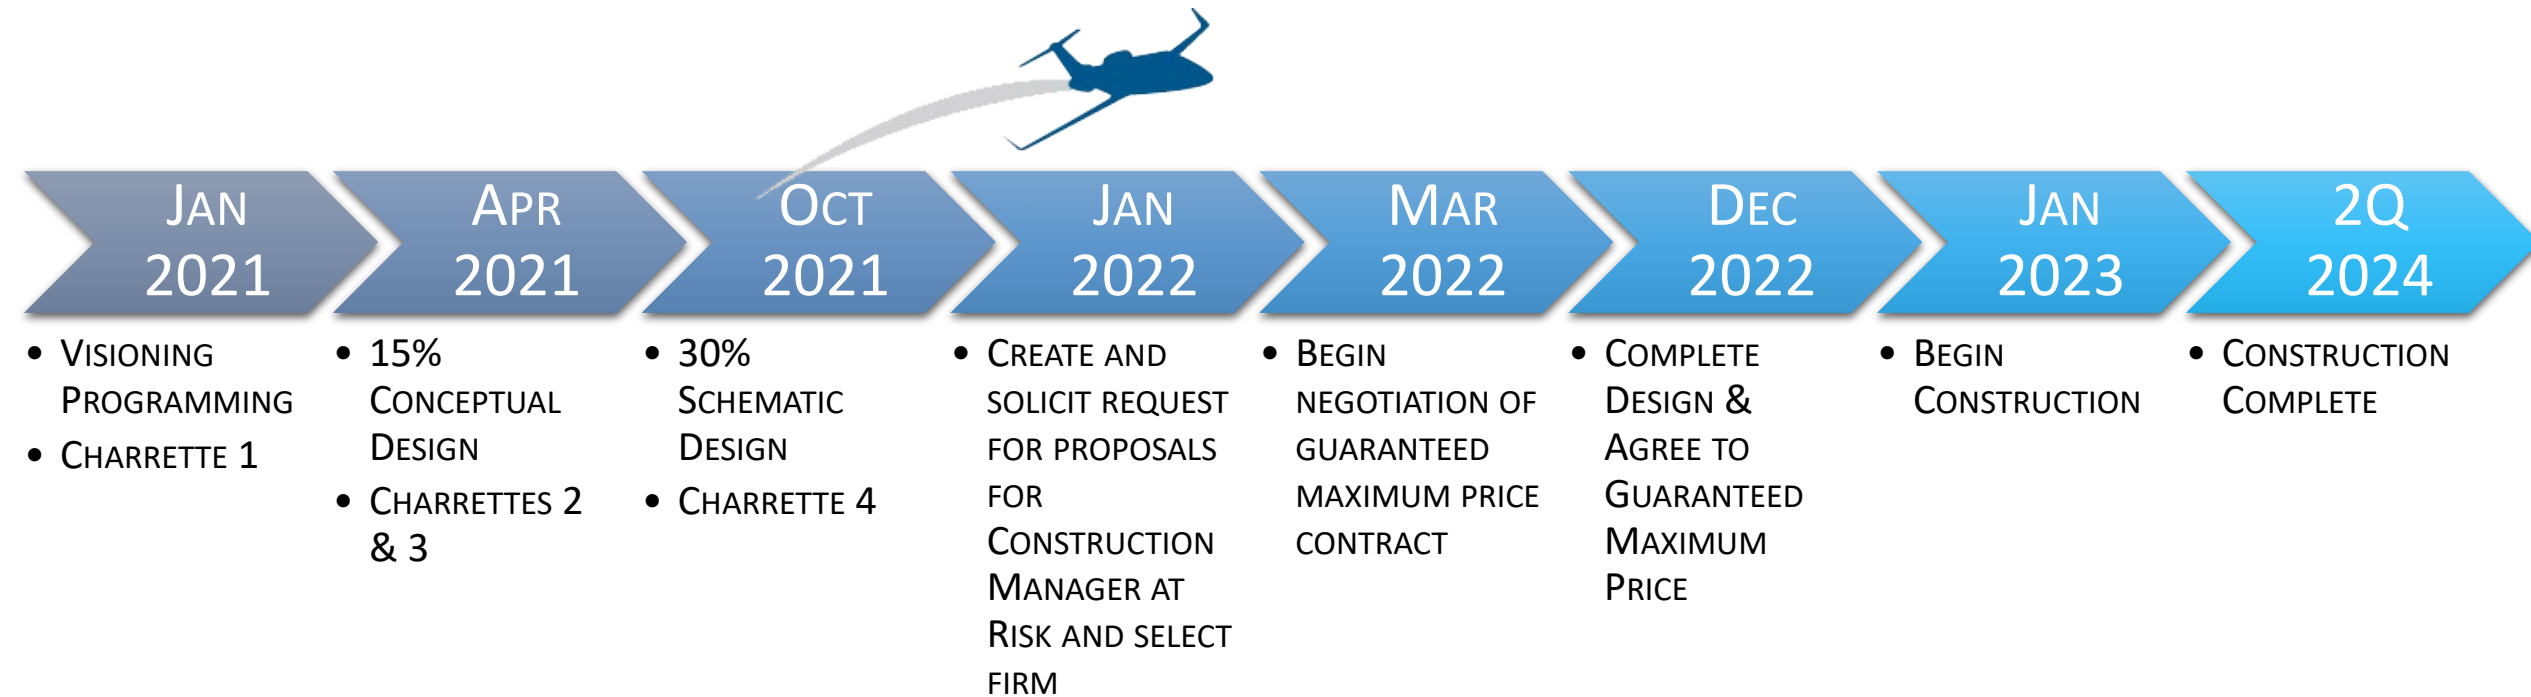 Jan
2021
Apr
2021
Oct
2021
Jan
2022
Mar
2022
Dec
2022
Jan
2023
2Q
2024
• Visioning
Programming
• Charrette 1
• 15%
Conceptual
Design
• Charrettes 2
& 3
• 30%
Schematic
Design
• Charrette 4
• Create and
solicit request
for proposals
for
Construction
Manager at
Risk and select
firm
• Begin
negotiation of
guaranteed
maximum price
contract
• Complete
Design &
Agree to
Guaranteed
Maximum
Price
• Begin
Construction
• Construction
Complete